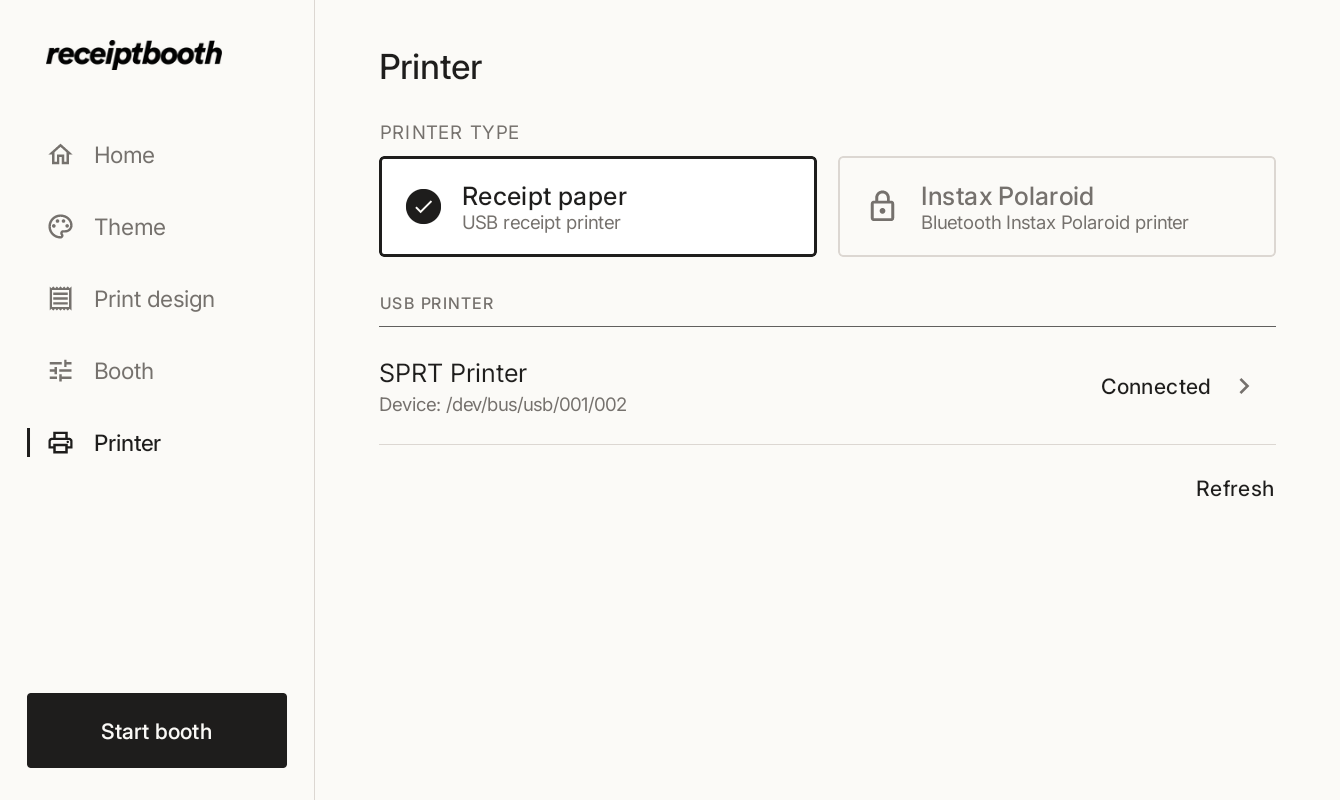 receiptbooth
Home
Theme
Print design
Booth
Printer
Start booth
Printer
PRINTER TYPE
Receipt paper
USB receipt printer
Instax Polaroid
Bluetooth Instax Polaroid printer
USB PRINTER
SPRT Printer
Device: /dev/bus/usb/001/002
Connected
Refresh